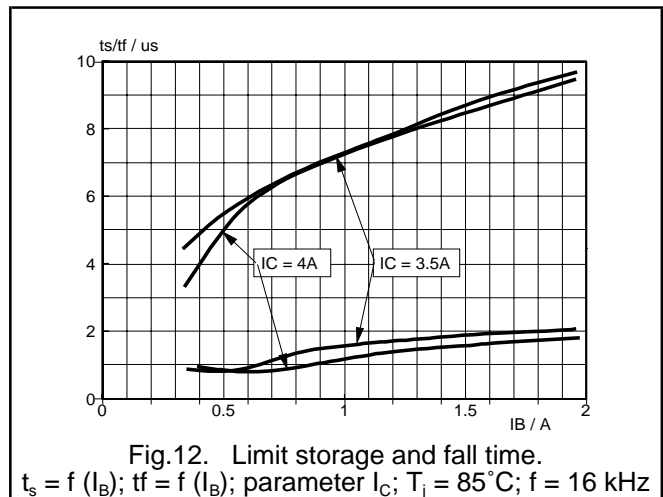 ts/tf / us
10
8
6
4
2
0
IC = 4A
IC = 3.5A
0
0.5
1
1.5
2
IB / A
Fig.12. Limit storage and fall time.
ts = f (IB); tf = f (IB); parameter IC; Tj = 85˚C; f = 16 kHz